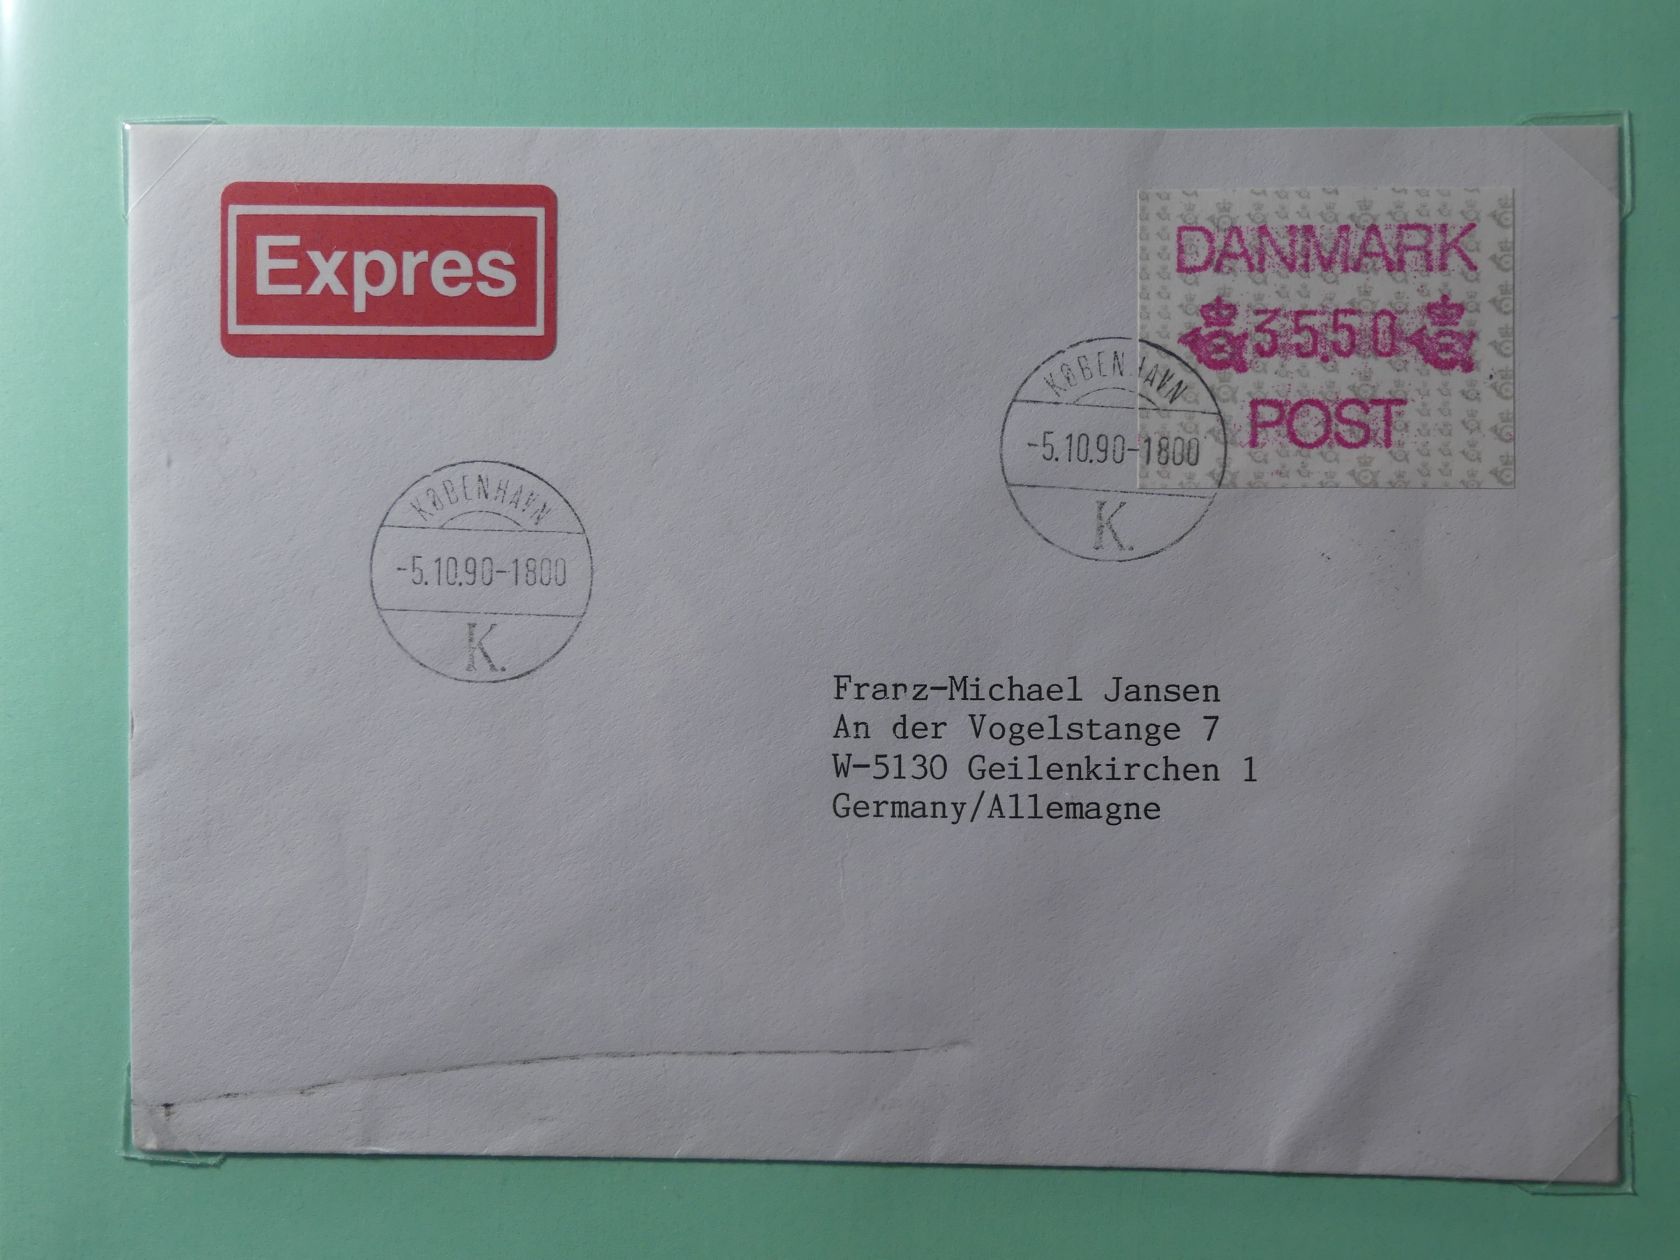 Expres
DANMARK
35.50
POST
KØBENHAVN
-5.10.90-1800
K.
KØBENHAVN
-5.10.90-1800
K.
Franz-Michael Jansen
An der Vogelstange 7
W-5130 Geilenkirchen 1
Germany/Allemagne